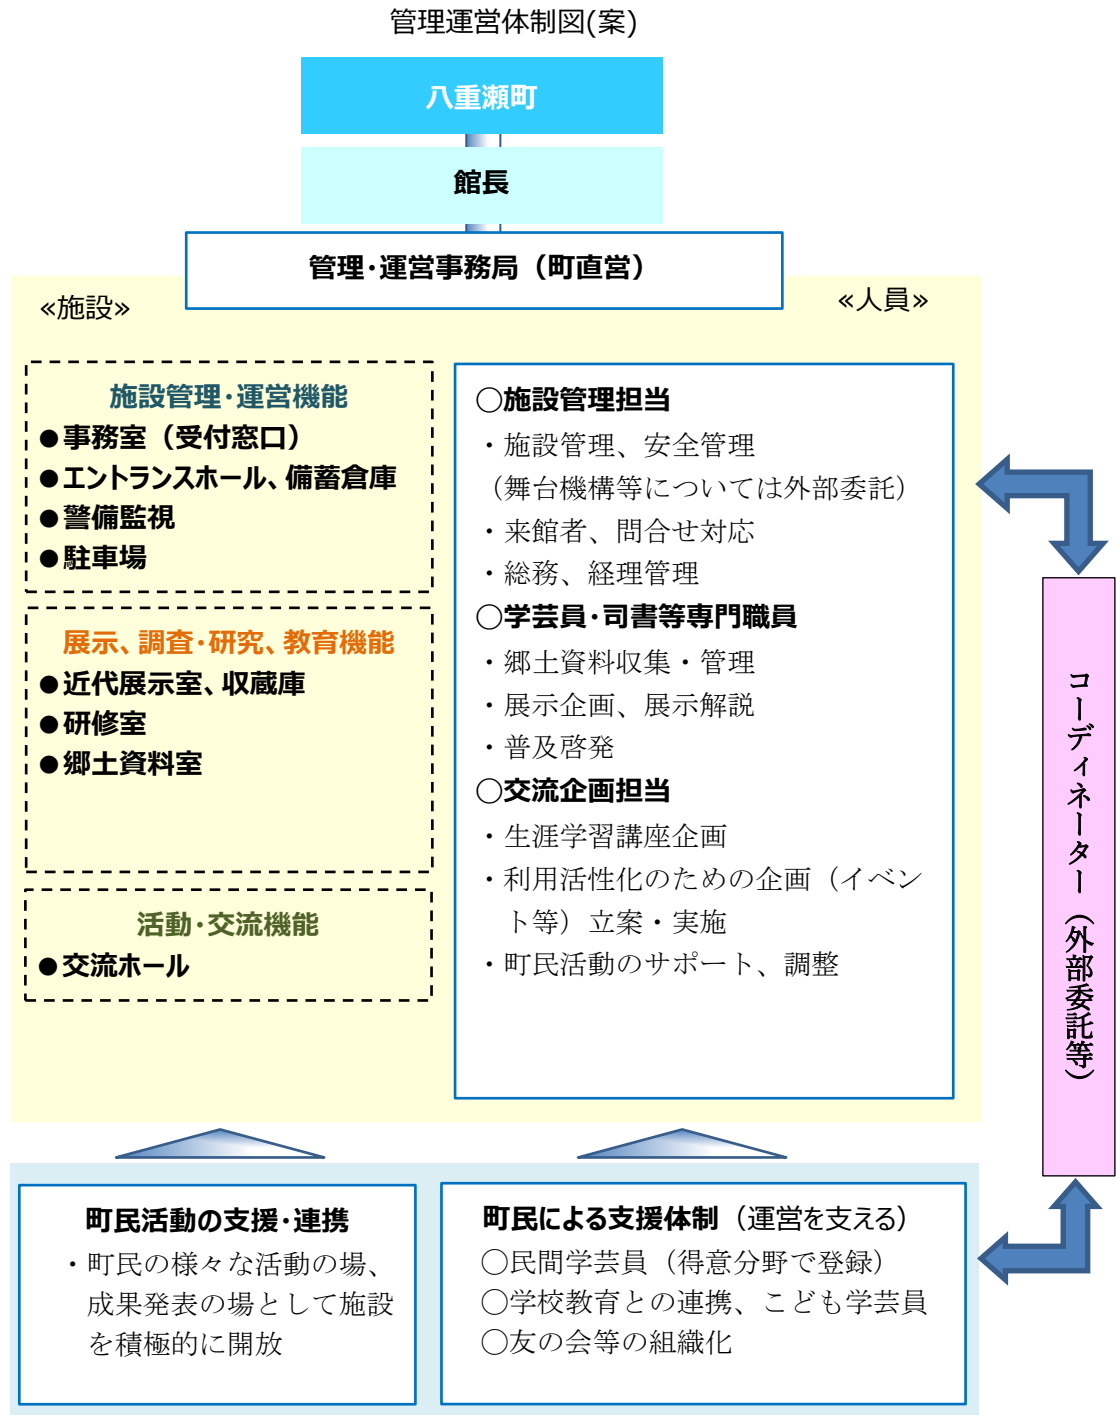 管理運営体制図(案)
八重瀬町
館長
管理・運営事務局（町直営）
≪施設≫
≪人員≫
施設管理・運営機能
●事務室（受付窓口）
●エントランスホール、備蓄倉庫
●警備監視
●駐車場
展示、調査・研究、教育機能
●近代展示室、収蔵庫
●研修室
●郷土資料室
活動・交流機能
●交流ホール
○施設管理担当
・施設管理、安全管理
（舞台機構等については外部委託）
・来館者、問合せ対応
・総務、経理管理
○学芸員・司書等専門職員
・郷土資料収集・管理
・展示企画、展示解説
・普及啓発
○交流企画担当
・生涯学習講座企画
・利用活性化のための企画（イベン
ト等）立案・実施
・町民活動のサポート、調整
コーディネーター（外部委託等）
町民活動の支援・連携
・町民の様々な活動の場、
成果発表の場として施設
を積極的に開放
町民による支援体制（運営を支える）
○民間学芸員（得意分野で登録）
○学校教育との連携、こども学芸員
○友の会等の組織化